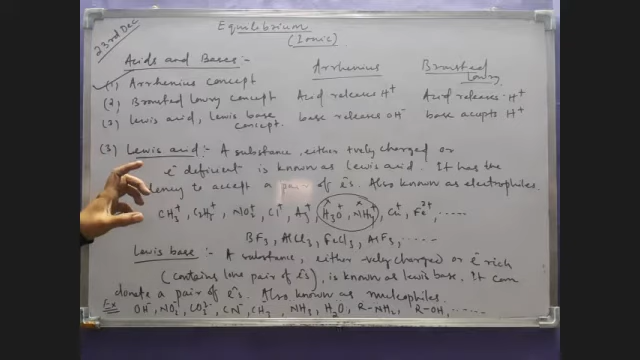 23rd Dec
Equilibrium
(Ionic)
Acids and Bases :-
Arrhenius
Bronsted Lowry
(1) Arrhenius concept
(2) Bronsted Lowry concept Acid releases H⁺ Acid releases H⁺
(3) Lewis acid, Lewis base concept. base releases OH⁻ base accepts H⁺
(3) Lewis acid :- A substance, either +vely charged or
e⁻ deficient is known as Lewis acid. It has the
to accept a pair of e⁻s. Also known as electrophiles.
CH₃⁺, C₂H₅⁺, NO₂⁺, Cl⁺, Ag⁺, H₃O⁺, NH₄⁺, Cu⁺, Fe²⁺, .....
BF₃, AlCl₃, FeCl₃, AlF₃, .....
Lewis base :- A substance, either -vely charged or e⁻ rich
(contains lone pair of e⁻s), is known as Lewis base. It can
donate a pair of e⁻s. Also known as nucleophiles.
OH⁻, NO₂⁻, CO₃²⁻, CN⁻, CH₃⁻, NH₃, H₂O, R-NH₂, R-OH, .....